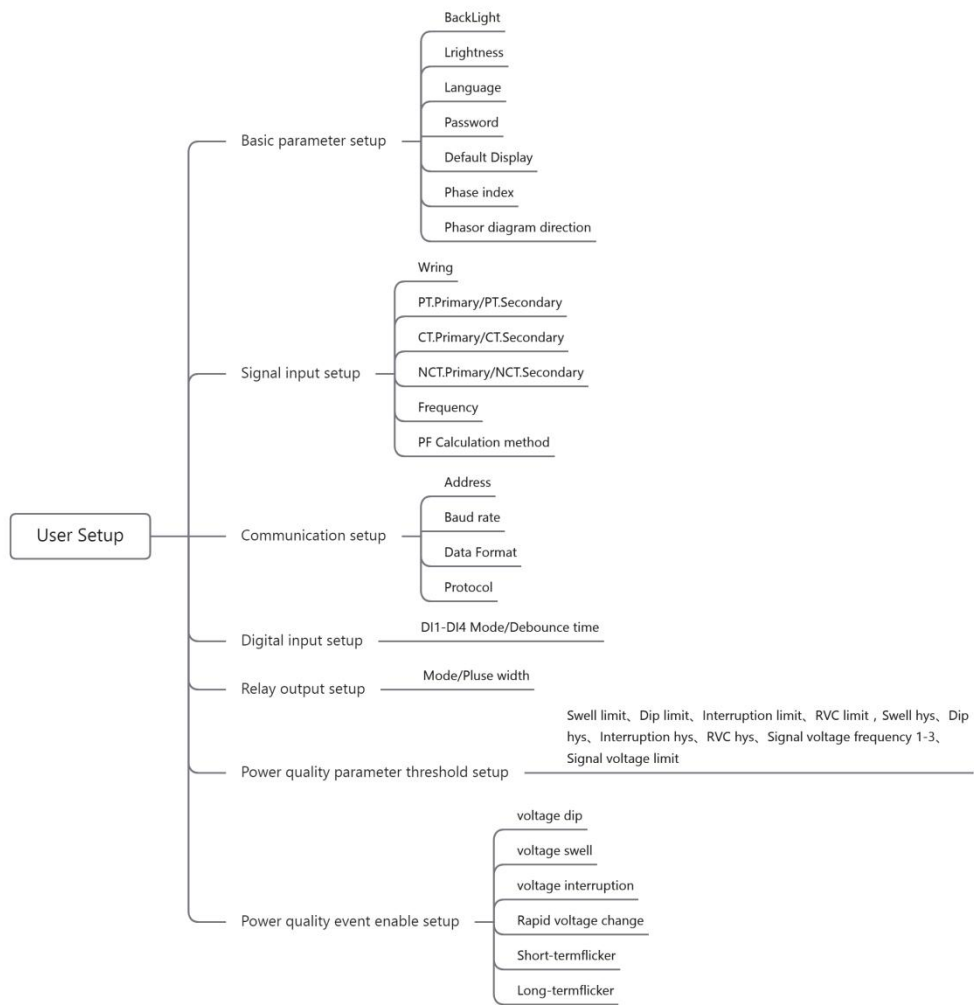 User Setup
Basic parameter setup
BackLight
Lrightness
Language
Password
Default Display
Phase index
Phasor diagram direction
Signal input setup
Wring
PT.Primary/PT.Secondary
CT.Primary/CT.Secondary
NCT.Primary/NCT.Secondary
Frequency
PF Calculation method
Communication setup
Address
Baud rate
Data Format
Protocol
Digital input setup
DI1-DI4 Mode/Debounce time
Relay output setup
Mode/Pluse width
Power quality parameter threshold setup
Swell limit、Dip limit、Interruption limit、RVC limit , Swell hys、Dip
hys、Interruption hys、RVC hys、Signal voltage frequency 1-3、
Signal voltage limit
Power quality event enable setup
voltage dip
voltage swell
voltage interruption
Rapid voltage change
Short-termflicker
Long-termflicker